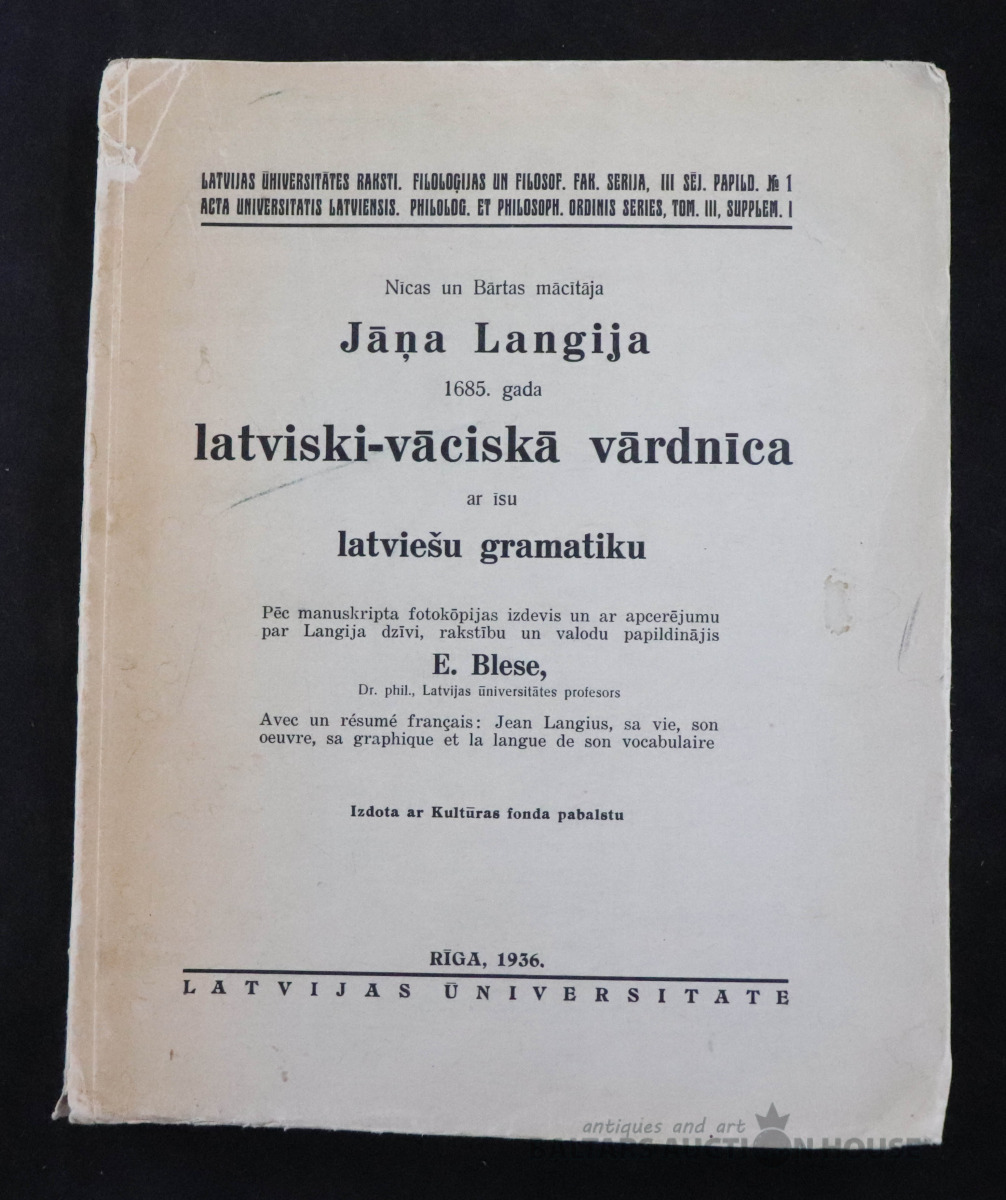 LATVIJAS ŪNIVERSITĀTES RAKSTI. FILOLOĢIJAS UN FILOSOF. FAK. SERIJA, III SĒJ. PAPILD. № 1
ACTA UNIVERSITATIS LATVIENSIS. PHILOLOG. ET PHILOSOPH. ORDINIS SERIES, TOM. III, SUPPLEM. I
Nīcas un Bārtas mācītāja
Jāņa Langija
1685. gada
latviski-vāciskā vārdnīca
ar īsu
latviešu gramatiku
Pēc manuskripta fotokōpijas izdevis un ar apcerējumu
par Langija dzīvi, rakstību un valodu papildinājis
E. Blese,
Dr. phil., Latvijas ūniversitātes profesors
Avec un résumé français: Jean Langius, sa vie, son
oeuvre, sa graphique et la langue de son vocabulaire
Izdota ar Kultūras fonda pabalstu
RĪGA, 1936.
LATVIJAS ŪNIVERSITATE
antiques and art
BALTARS AUCTION HOUSE